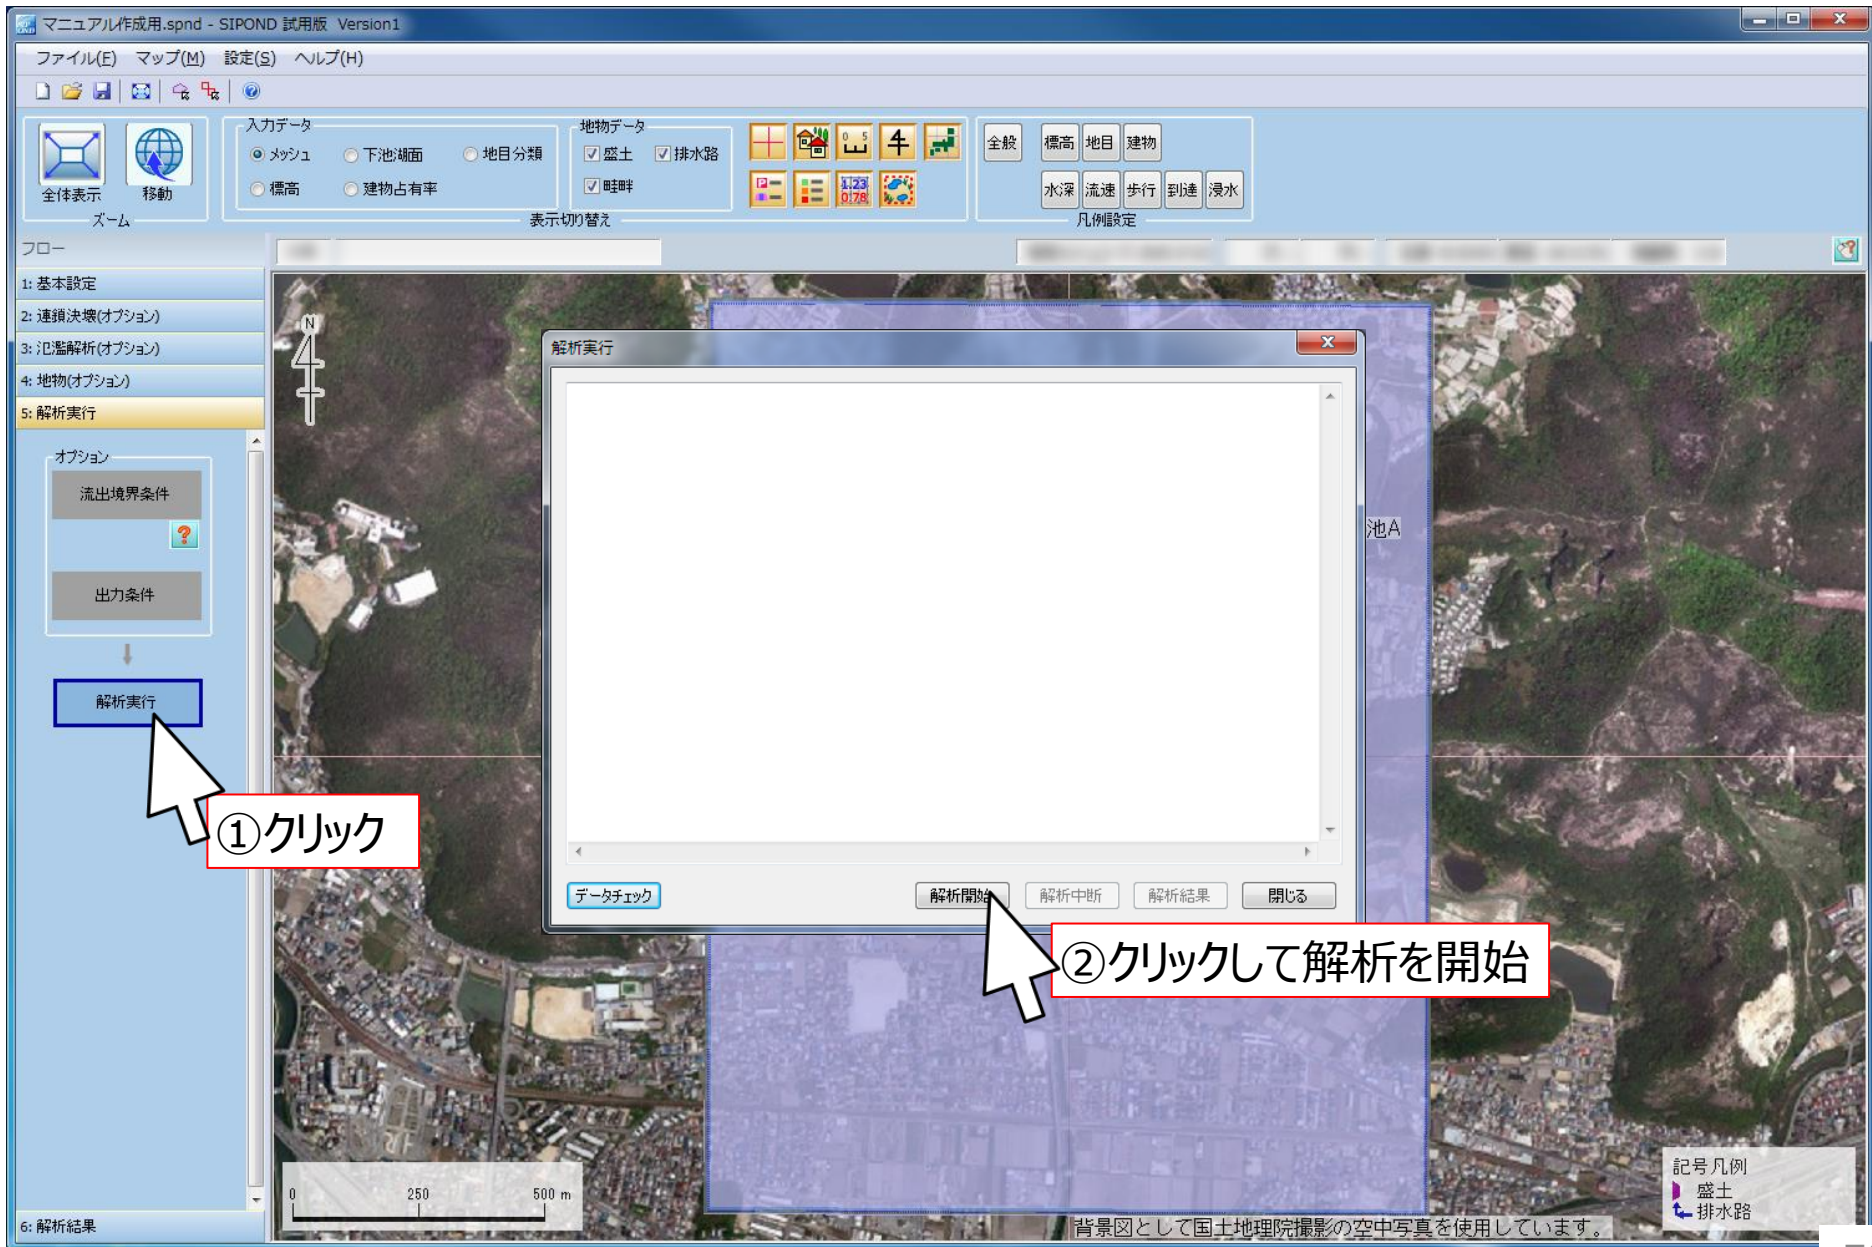 マニュアル作成用.spnd - SIPOND 試用版 Version1
ファイル(F) マップ(M) 設定(S) ヘルプ(H)
全体表示 移動
ズーム
入力データ
メッシュ 下池湖面 地目分類
標高 建物占有率
地物データ
盛土 排水路
畦畔
表示切り替え
全般 標高 地目 建物
水深 流速 歩行 到達 浸水
凡例設定
フロー
1: 基本設定
2: 連鎖決壊(オプション)
3: 氾濫解析(オプション)
4: 地物(オプション)
5: 解析実行
オプション
流出境界条件
出力条件
解析実行
①クリック
6: 解析結果
N
解析実行
データチェック 解析開始 解析中断 解析結果 閉じる
②クリックして解析を開始
池A
0 250 500 m
記号凡例
盛土
排水路
背景図として国土地理院撮影の空中写真を使用しています。